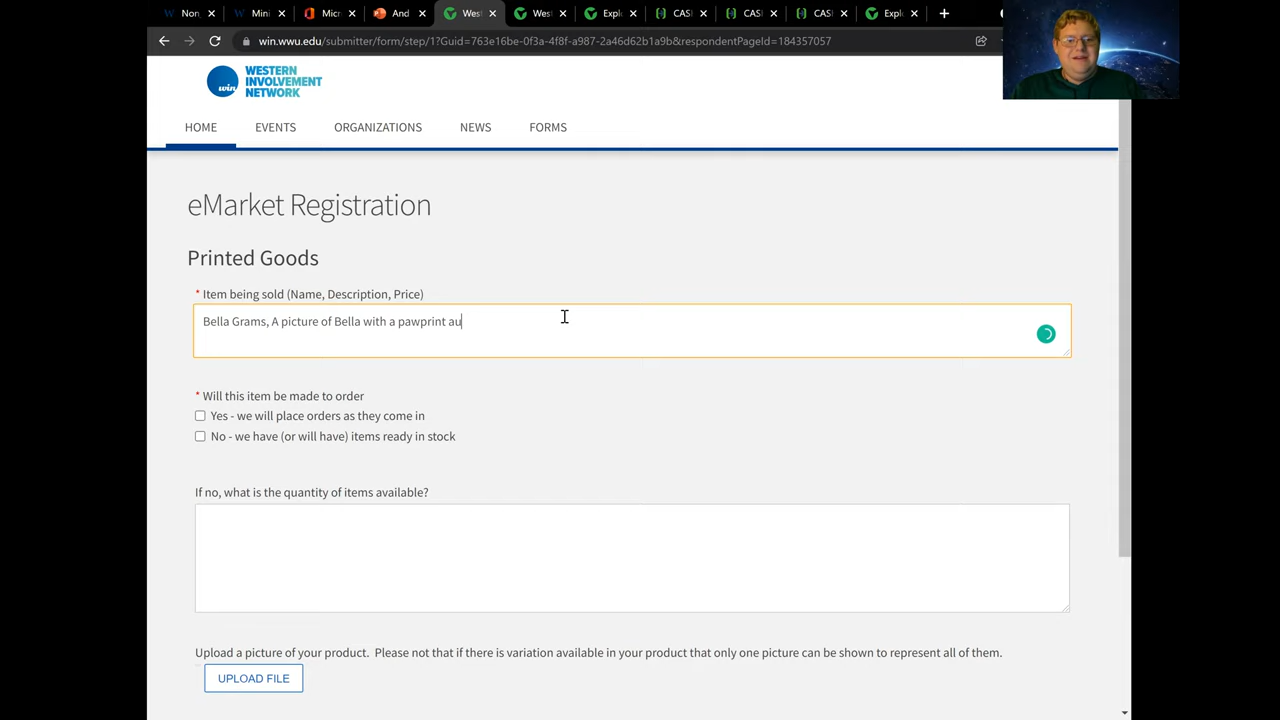 Non
Mini
Micr
And
West
West
Explo
CASI
CASI
CASI
Explo
win.wwu.edu/submitter/form/step/1?Guid=763e16be-0f3a-4f8f-a987-2a46d62b1a9b&respondentPageId=184357057
win
WESTERN
INVOLVEMENT
NETWORK
HOME EVENTS ORGANIZATIONS NEWS FORMS
eMarket Registration
Printed Goods
* Item being sold (Name, Description, Price)
Bella Grams, A picture of Bella with a pawprint au
* Will this item be made to order
Yes - we will place orders as they come in
No - we have (or will have) items ready in stock
If no, what is the quantity of items available?
Upload a picture of your product. Please not that if there is variation available in your product that only one picture can be shown to represent all of them.
UPLOAD FILE